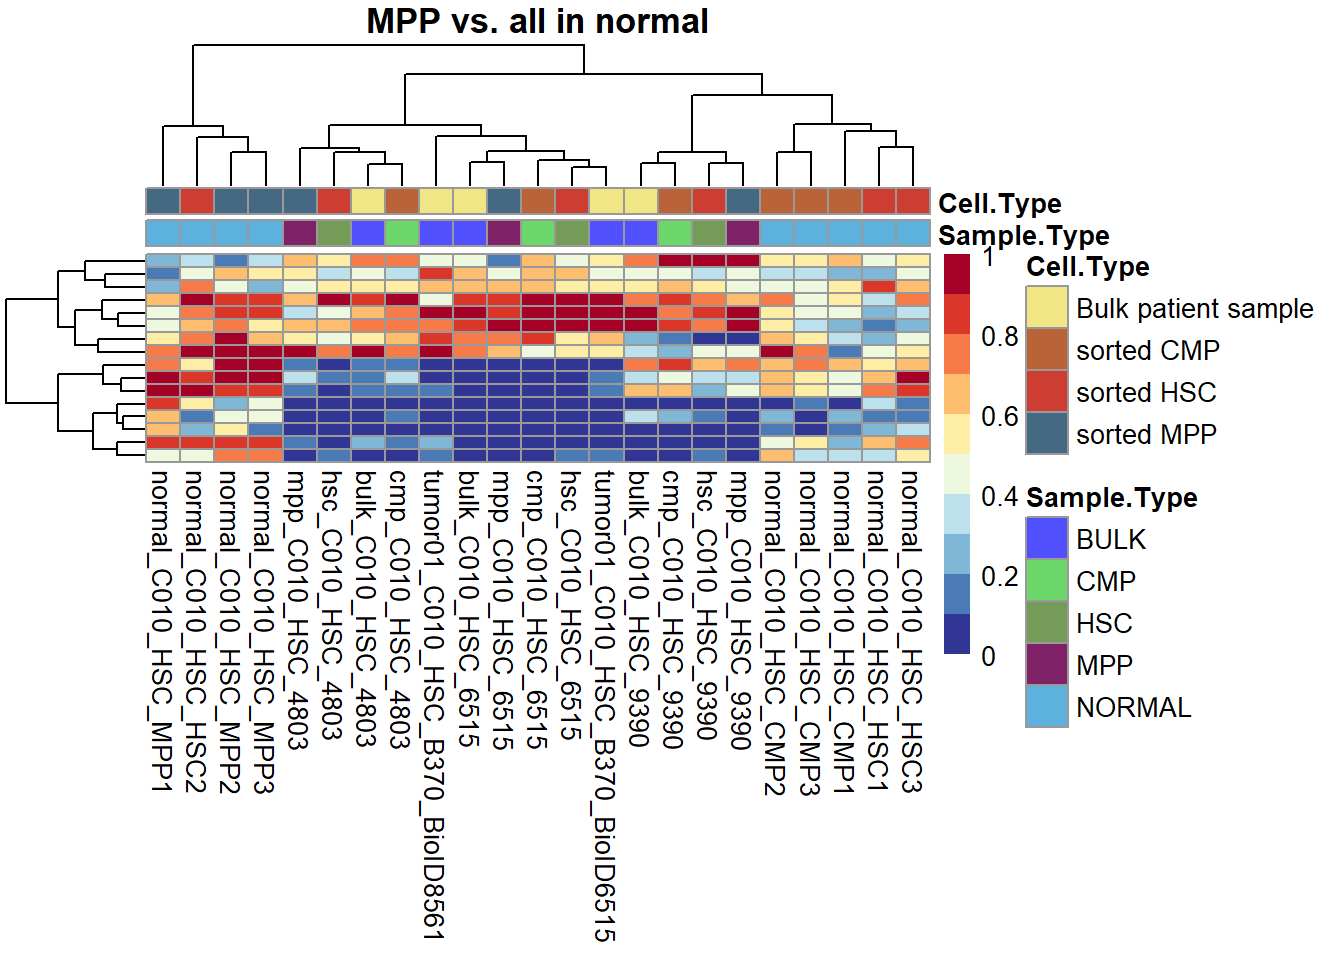 MPP vs. all in normal
Cell.Type
Sample.Type
1
0.8
0.6
0.4
0.2
0
Cell.Type
Bulk patient sample
sorted CMP
sorted HSC
sorted MPP
Sample.Type
BULK
CMP
HSC
MPP
NORMAL
normal_C010_HSC_MPP1
normal_C010_HSC_HSC2
normal_C010_HSC_MPP2
normal_C010_HSC_MPP3
mpp_C010_HSC_4803
hsc_C010_HSC_4803
bulk_C010_HSC_4803
cmp_C010_HSC_4803
tumor01_C010_HSC_B370_BioID8561
bulk_C010_HSC_6515
mpp_C010_HSC_6515
cmp_C010_HSC_6515
hsc_C010_HSC_6515
tumor01_C010_HSC_B370_BioID6515
bulk_C010_HSC_9390
cmp_C010_HSC_9390
hsc_C010_HSC_9390
mpp_C010_HSC_9390
normal_C010_HSC_CMP2
normal_C010_HSC_CMP3
normal_C010_HSC_CMP1
normal_C010_HSC_HSC1
normal_C010_HSC_HSC3